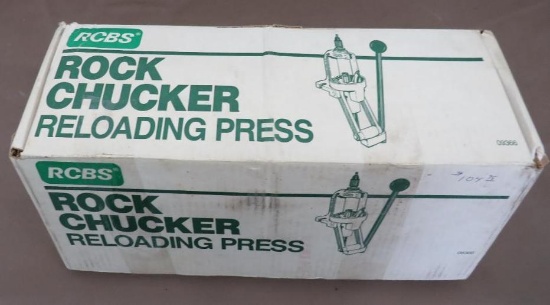 RCBS®
ROCK
CHUCKER
RELOADING PRESS
09366
RCBS®
ROCK
CHUCKER
RELOADING PRESS